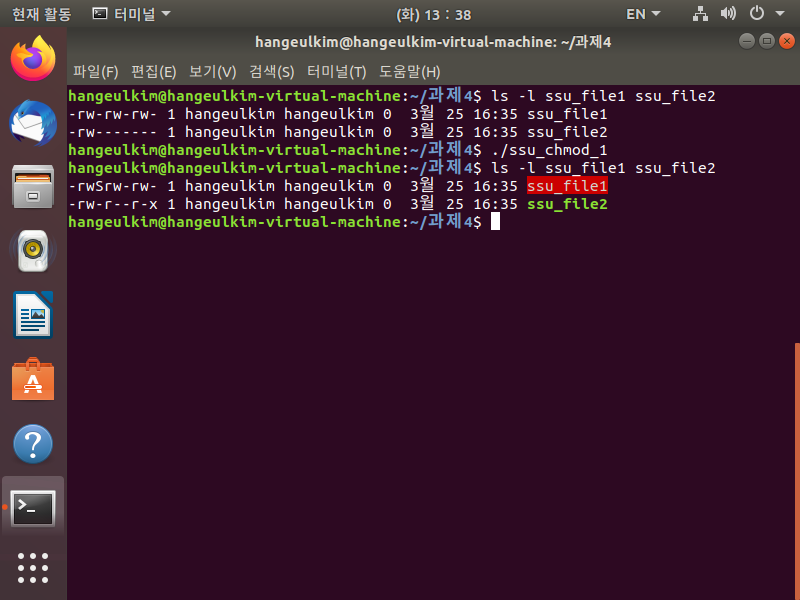 현재 활동 터미널 (화) 13 : 38 EN
hangeulkim@hangeulkim-virtual-machine: ~/과제4
파일(F) 편집(E) 보기(V) 검색(S) 터미널(T) 도움말(H)
hangeulkim@hangeulkim-virtual-machine:~/과제4$ ls -l ssu_file1 ssu_file2
-rw-rw-rw- 1 hangeulkim hangeulkim 0  3월 25 16:35 ssu_file1
-rw------- 1 hangeulkim hangeulkim 0  3월 25 16:35 ssu_file2
hangeulkim@hangeulkim-virtual-machine:~/과제4$ ./ssu_chmod_1
hangeulkim@hangeulkim-virtual-machine:~/과제4$ ls -l ssu_file1 ssu_file2
-rwSrw-rw- 1 hangeulkim hangeulkim 0  3월 25 16:35 ssu_file1
-rw-r--r-x 1 hangeulkim hangeulkim 0  3월 25 16:35 ssu_file2
hangeulkim@hangeulkim-virtual-machine:~/과제4$